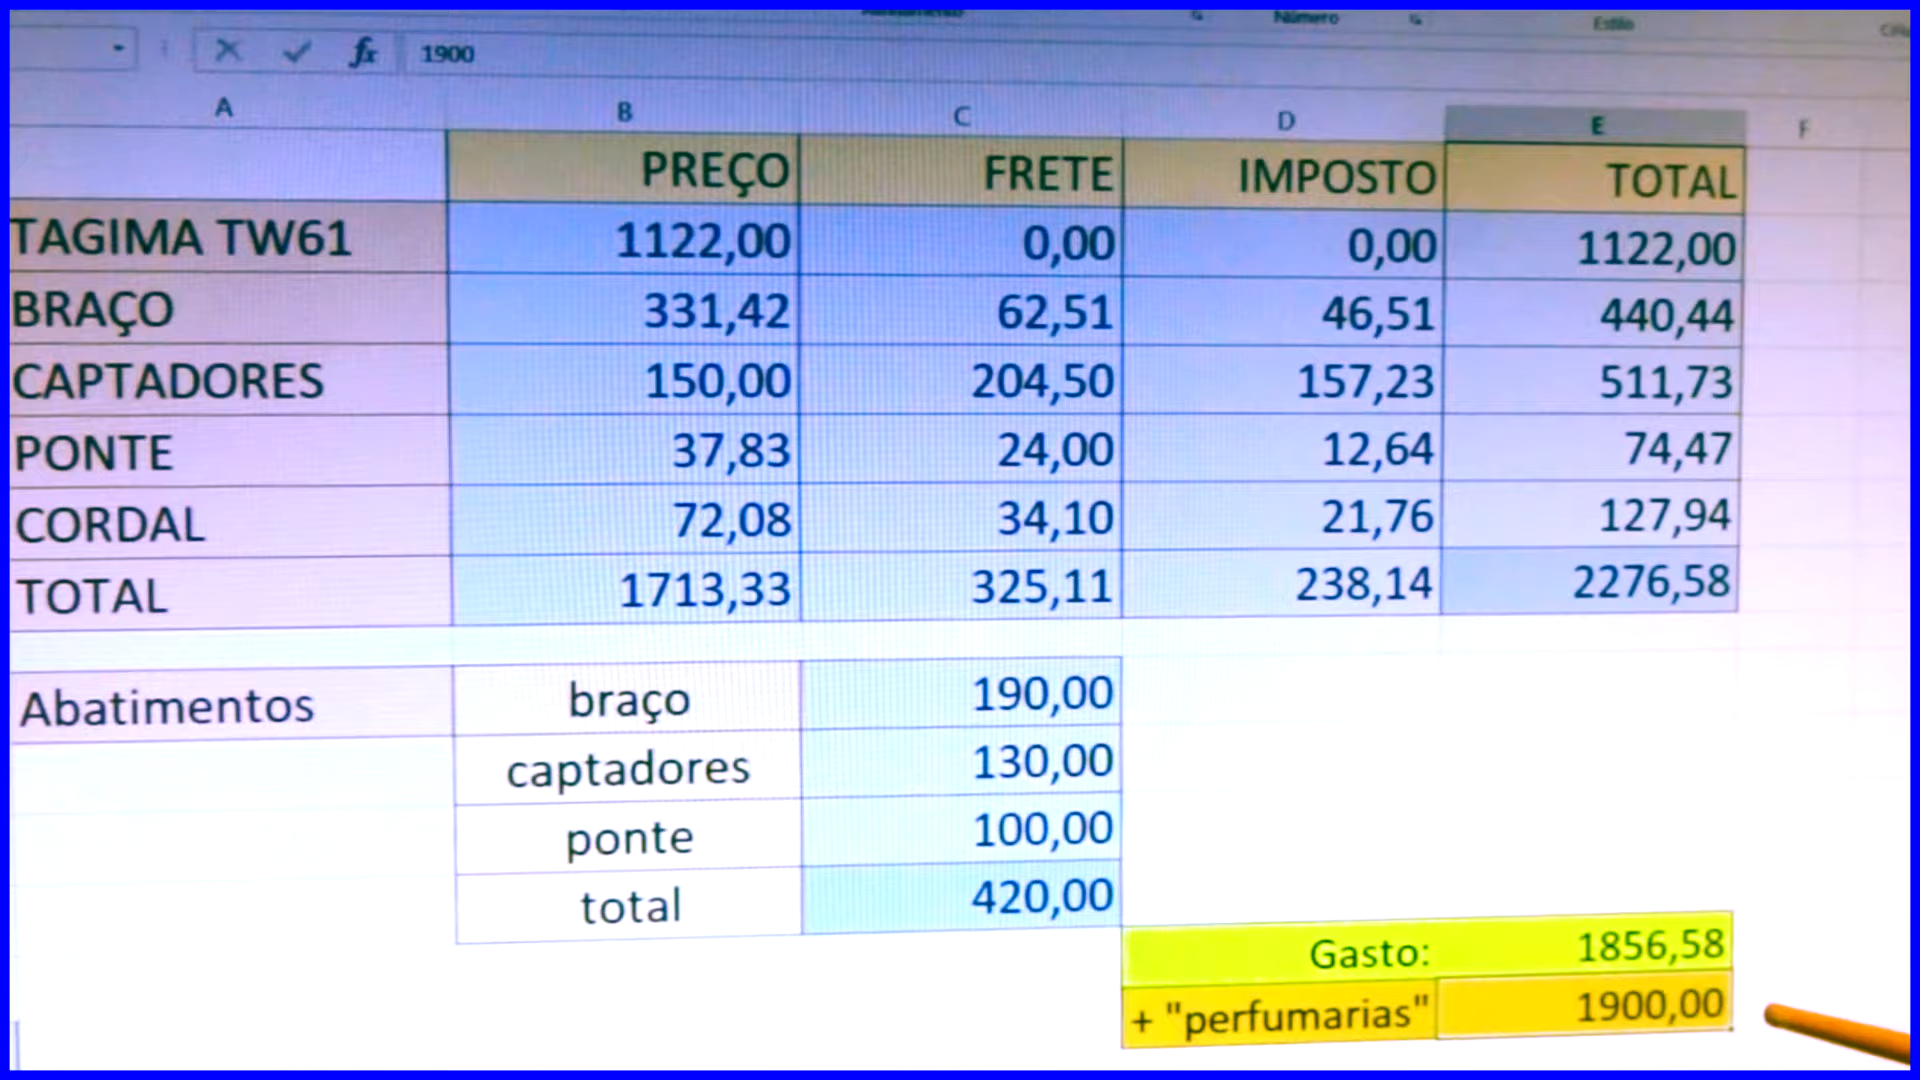 Número
Estilo
fx 1900
A B C D E F
PREÇO FRETE IMPOSTO TOTAL
TAGIMA TW61 1122,00 0,00 0,00 1122,00
BRAÇO 331,42 62,51 46,51 440,44
CAPTADORES 150,00 204,50 157,23 511,73
PONTE 37,83 24,00 12,64 74,47
CORDAL 72,08 34,10 21,76 127,94
TOTAL 1713,33 325,11 238,14 2276,58
Abatimentos braço 190,00
captadores 130,00
ponte 100,00
total 420,00
Gasto: 1856,58
+ "perfumarias" 1900,00